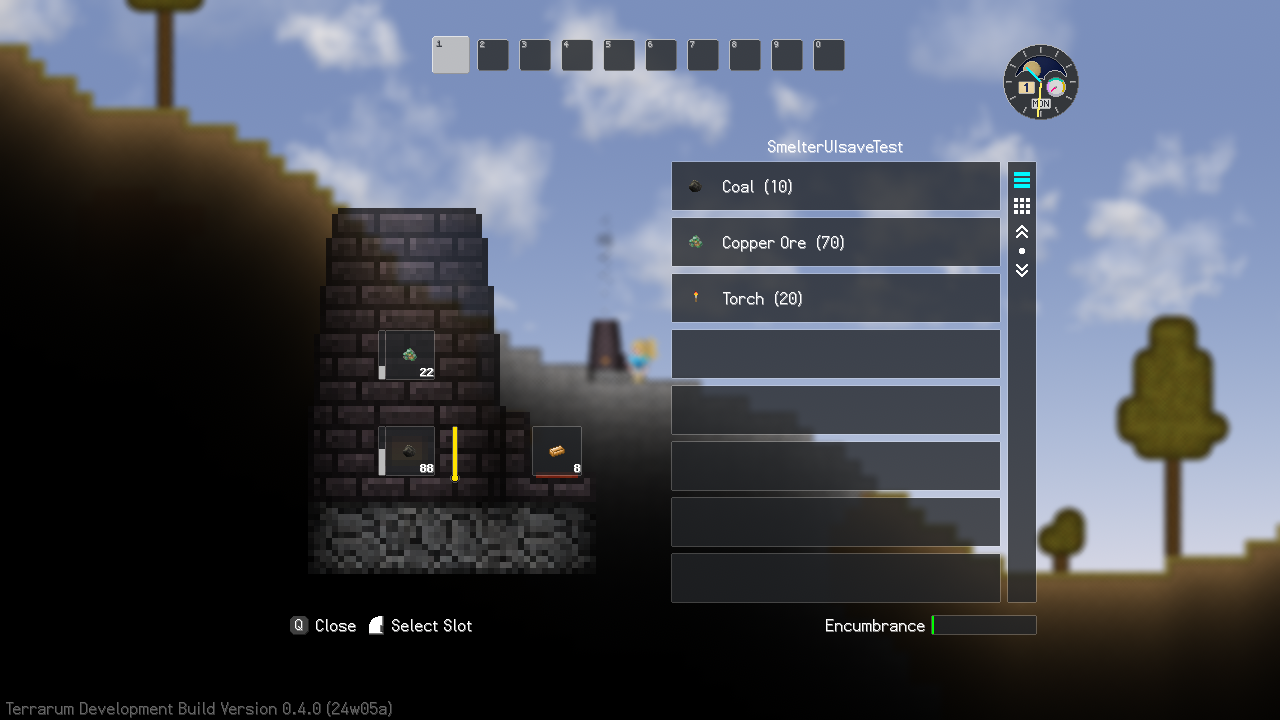 1 2 3 4 5 6 7 8 9 0
1
MON
SmelterUIsaveTest
Coal (10)
Copper Ore (70)
Torch (20)
22
88
8
Q Close Select Slot
Encumbrance
Terrarum Development Build Version 0.4.0 (24w05a)